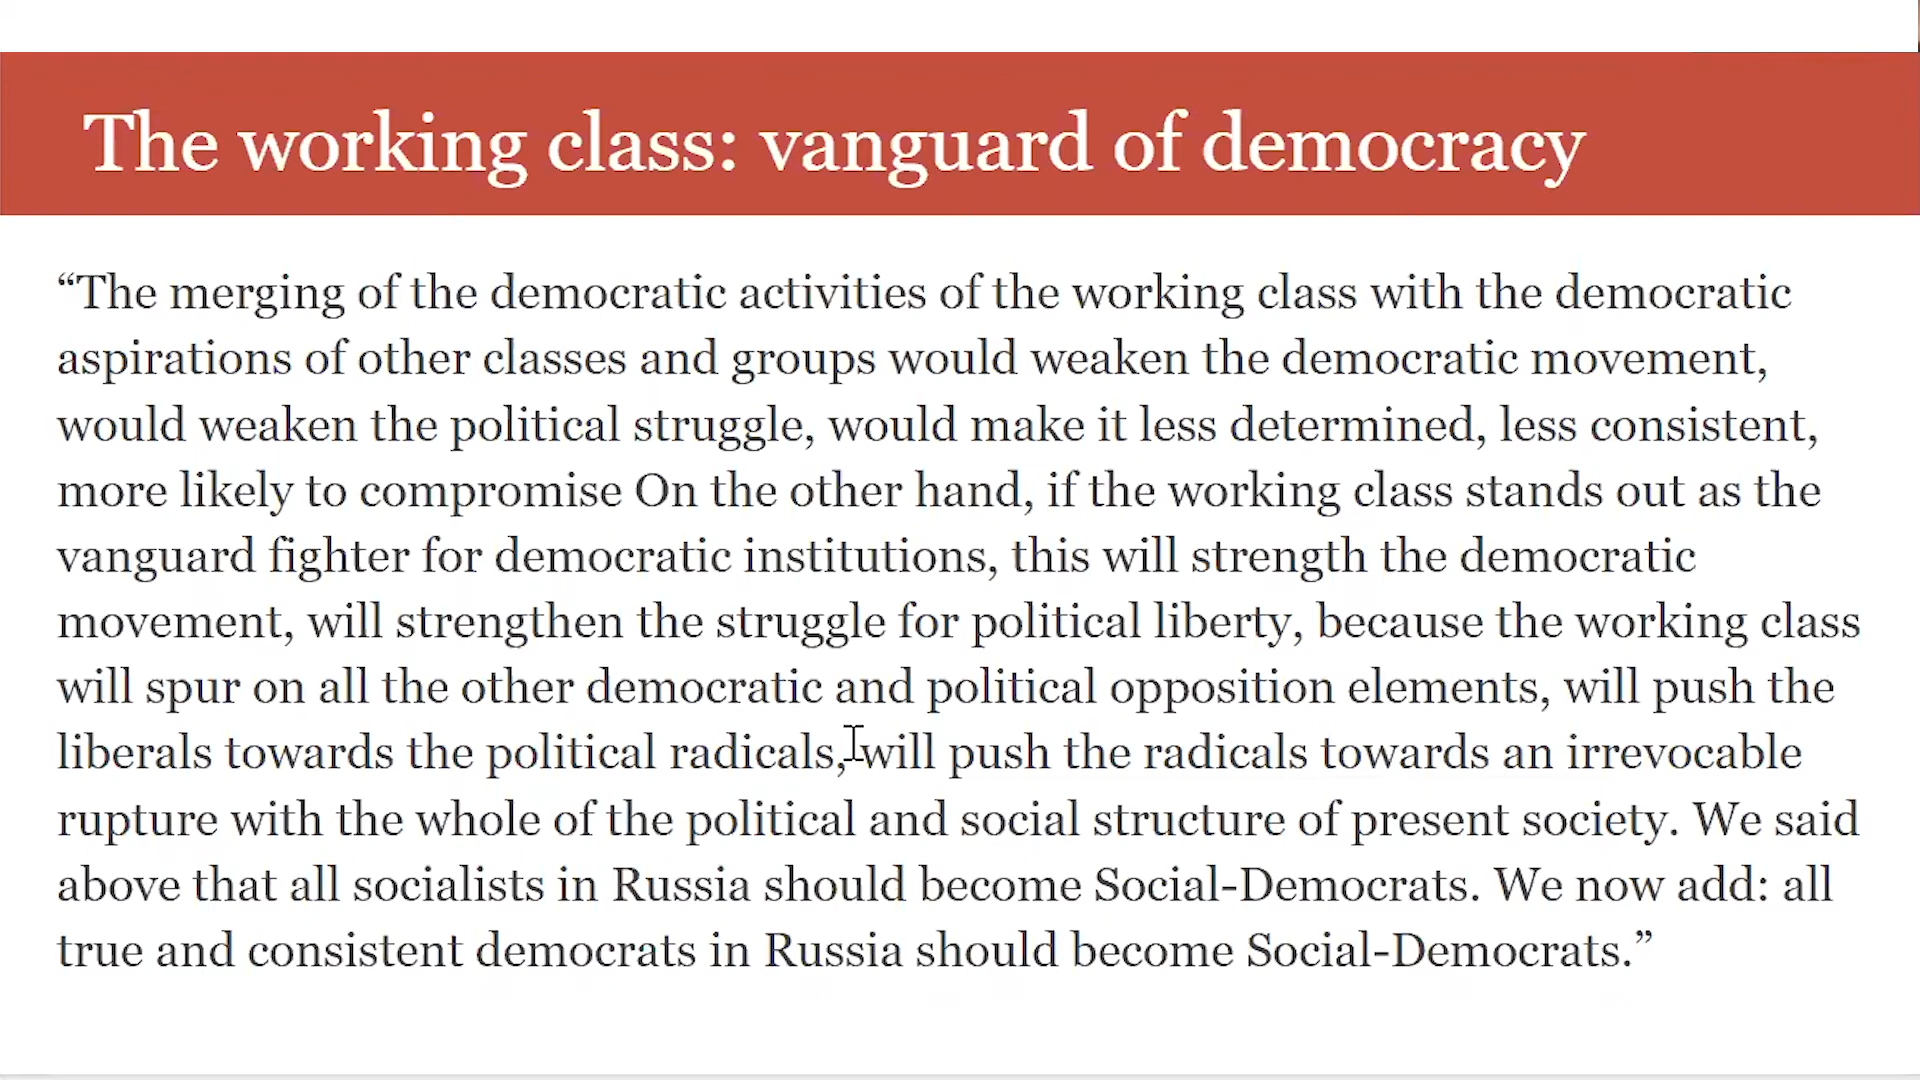 The working class: vanguard of democracy
“The merging of the democratic activities of the working class with the democratic
aspirations of other classes and groups would weaken the democratic movement,
would weaken the political struggle, would make it less determined, less consistent,
more likely to compromise On the other hand, if the working class stands out as the
vanguard fighter for democratic institutions, this will strength the democratic
movement, will strengthen the struggle for political liberty, because the working class
will spur on all the other democratic and political opposition elements, will push the
liberals towards the political radicals, will push the radicals towards an irrevocable
rupture with the whole of the political and social structure of present society. We said
above that all socialists in Russia should become Social-Democrats. We now add: all
true and consistent democrats in Russia should become Social-Democrats.”